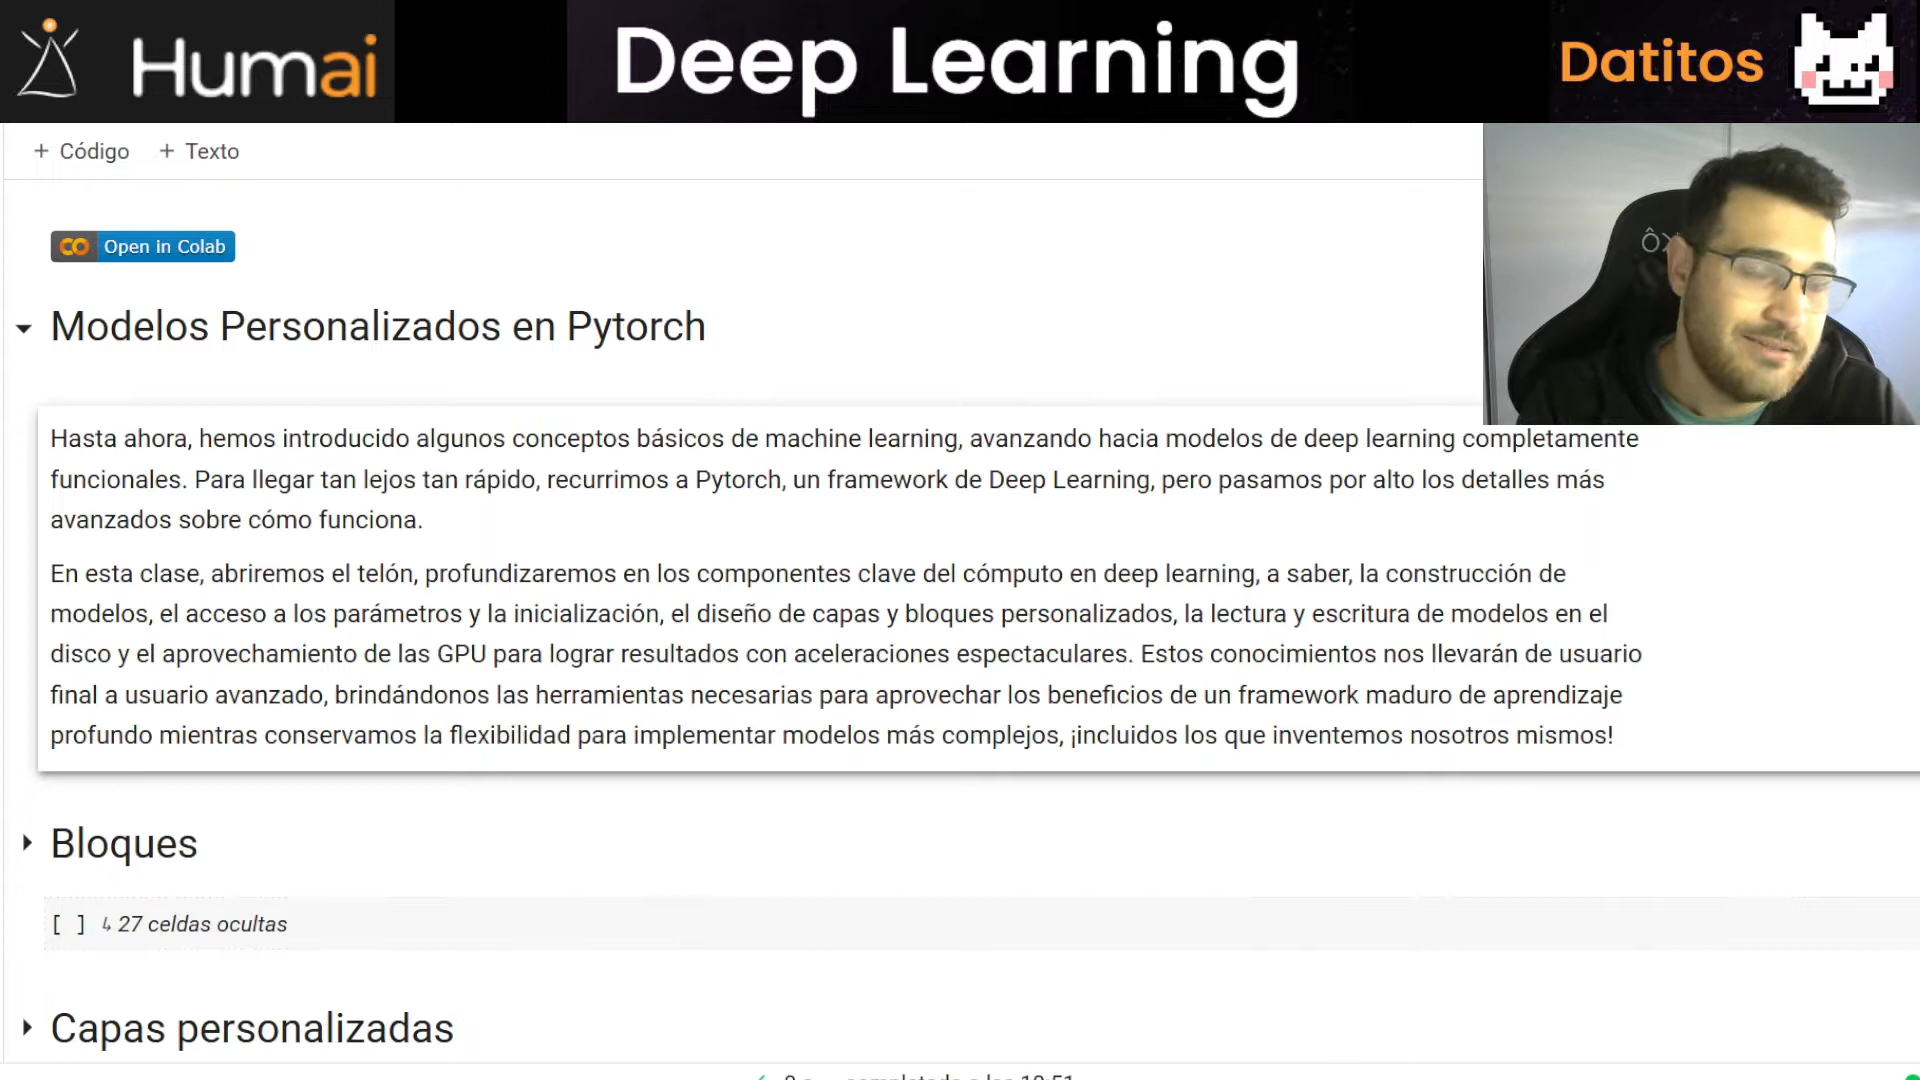 Humai
Deep Learning
Datitos
+ Código + Texto
Open in Colab
Modelos Personalizados en Pytorch
Hasta ahora, hemos introducido algunos conceptos básicos de machine learning, avanzando hacia modelos de deep learning completamente
funcionales. Para llegar tan lejos tan rápido, recurrimos a Pytorch, un framework de Deep Learning, pero pasamos por alto los detalles más
avanzados sobre cómo funciona.
En esta clase, abriremos el telón, profundizaremos en los componentes clave del cómputo en deep learning, a saber, la construcción de
modelos, el acceso a los parámetros y la inicialización, el diseño de capas y bloques personalizados, la lectura y escritura de modelos en el
disco y el aprovechamiento de las GPU para lograr resultados con aceleraciones espectaculares. Estos conocimientos nos llevarán de usuario
final a usuario avanzado, brindándonos las herramientas necesarias para aprovechar los beneficios de un framework maduro de aprendizaje
profundo mientras conservamos la flexibilidad para implementar modelos más complejos, ¡incluidos los que inventemos nosotros mismos!
Bloques
[ ] ↳ 27 celdas ocultas
Capas personalizadas